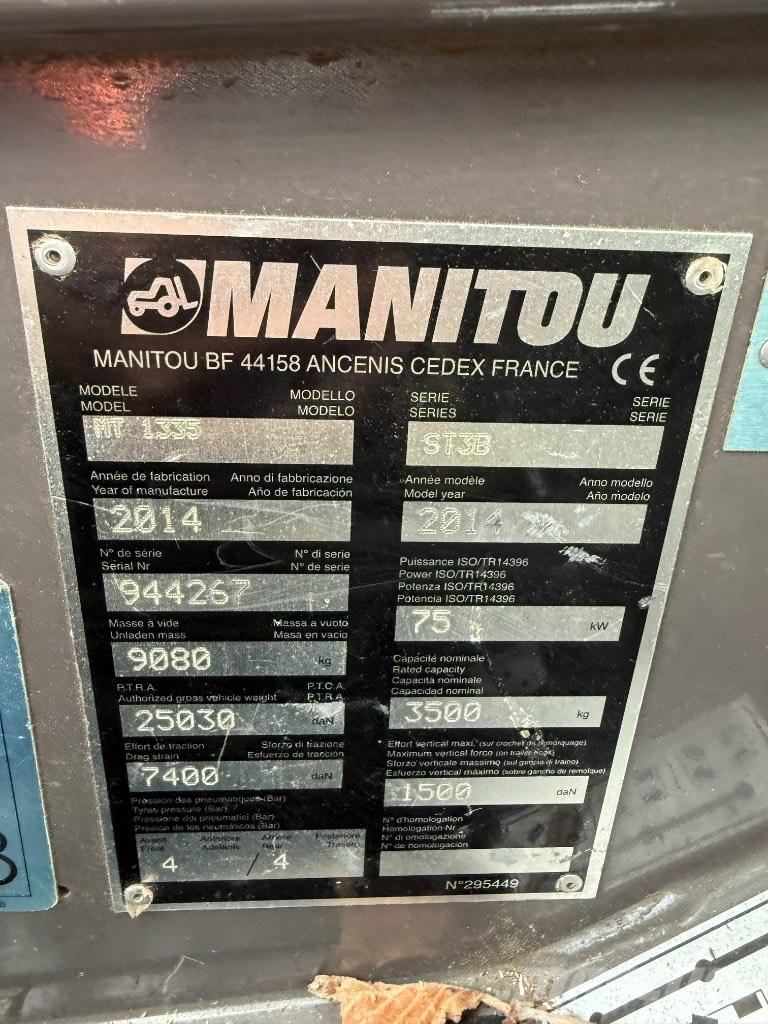 MANITOU
MANITOU BF 44158 ANCENIS CEDEX FRANCE CE
MODELE MODELLO
MODEL MODELO
MT 1335
SERIE SERIE
SERIES SERIE
ST3B
Année de fabrication Anno di fabbricazione
Year of manufacture Año de fabricación
2014
Année modèle Anno modello
Model year Año modelo
2014
N° de série N° di serie
Serial Nr N° de serie
944267
Puissance ISO/TR14396
Power ISO/TR14396
Potenza ISO/TR14396
Potencia ISO/TR14396
75 kW
Masse à vide Massa a vuoto
Unladen mass Masa en vacio
9080 kg
Capacité nominale
Rated capacity
Capacita nominale
Capacidad nominal
3500 kg
P.T.R.A. P.T.C.A.
Authorized gross vehicle weight P.T.R.A.
25030 daN
Effort vertical maxi. (sur crochet de remorquage)
Maximum vertical force (on trailer hook)
Sforzo verticale massimo (sul gancio di traino)
Esfuerzo vertical máximo (sobre gancho de remolque)
1500 daN
Effort de traction Sforzo di trazione
Drag strain Esfuerzo de tracción
7400 daN
Pression des pneumatiques (Bar)
Tyres pressure (Bar)
Pressione dei pneumatici (Bar)
Presión de los neumáticos (Bar)
Avant Anteriore Arriere Posteriore
Front Adelante Rear Trasero
4 / 4
N° d'homologation
Homologation Nr
N° di omologazione
N° de homologación
N°295449